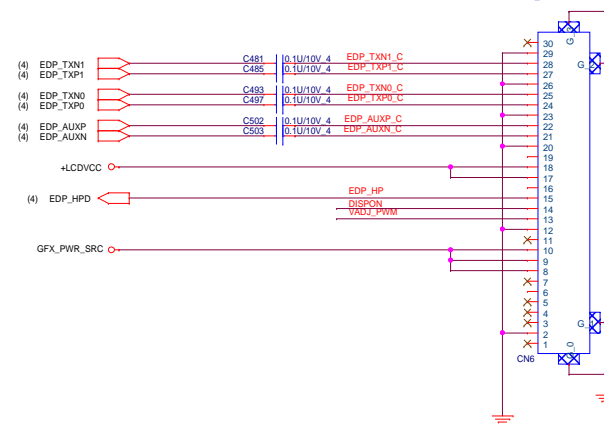 30
G_3
29
(4) EDP_TXN1 C481 0.1U/10V_4 EDP_TXN1_C 28 G_2
(4) EDP_TXP1 C485 0.1U/10V_4 EDP_TXP1_C 27
26
(4) EDP_TXN0 C493 0.1U/10V_4 EDP_TXN0_C 25
(4) EDP_TXP0 C497 0.1U/10V_4 EDP_TXP0_C 24
23
(4) EDP_AUXP C502 0.1U/10V_4 EDP_AUXP_C 22
(4) EDP_AUXN C503 0.1U/10V_4 EDP_AUXN_C 21
20
19
+LCDVCC 18
17
16
(4) EDP_HPD EDP_HP 15
DISPON 14
VADJ_PWM 13
12
11
GFX_PWR_SRC 10
9
8
7
6
5
4
3 G_1
2
1
CN6 G_0